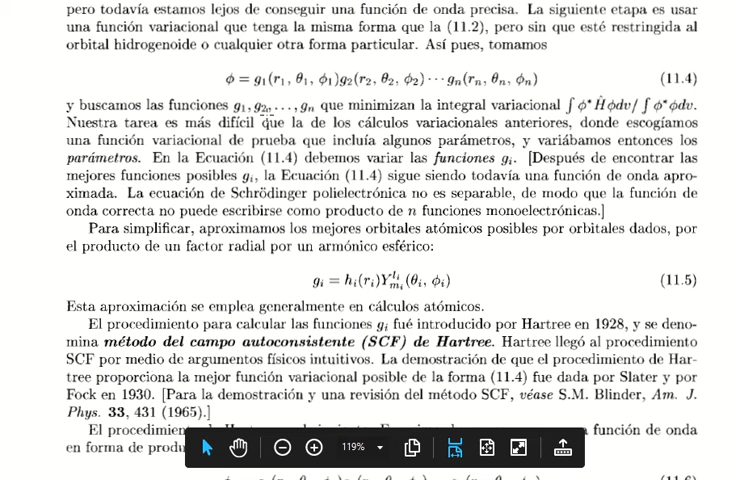 pero todavía estamos lejos de conseguir una función de onda precisa. La siguiente etapa es usar
una función variacional que tenga la misma forma que la (11.2), pero sin que esté restringida al
orbital hidrogenoide o cualquier otra forma particular. Así pues, tomamos
ϕ = g₁(r₁, θ₁, ϕ₁)g₂(r₂, θ₂, ϕ₂) ··· gₙ(rₙ, θₙ, ϕₙ) (11.4)
y buscamos las funciones g₁, g₂, ..., gₙ que minimizan la integral variacional ∫ ϕ*Ĥϕdv/ ∫ ϕ*ϕdv.
Nuestra tarea es más difícil que la de los cálculos variacionales anteriores, donde escogíamos
una función variacional de prueba que incluía algunos parámetros, y variábamos entonces los
parámetros. En la Ecuación (11.4) debemos variar las funciones gᵢ. [Después de encontrar las
mejores funciones posibles gᵢ, la Ecuación (11.4) sigue siendo todavía una función de onda apro-
ximada. La ecuación de Schrödinger polielectrónica no es separable, de modo que la función de
onda correcta no puede escribirse como producto de n funciones monoelectrónicas.]
Para simplificar, aproximamos los mejores orbitales atómicos posibles por orbitales dados, por
el producto de un factor radial por un armónico esférico:
gᵢ = hᵢ(rᵢ)Y_{mᵢ}^{lᵢ}(θᵢ, ϕᵢ) (11.5)
Esta aproximación se emplea generalmente en cálculos atómicos.
El procedimiento para calcular las funciones gᵢ fué introducido por Hartree en 1928, y se deno-
mina método del campo autoconsistente (SCF) de Hartree. Hartree llegó al procedimiento
SCF por medio de argumentos físicos intuitivos. La demostración de que el procedimiento de Har-
tree proporciona la mejor función variacional posible de la forma (11.4) fue dada por Slater y por
Fock en 1930. [Para la demostración y una revisión del método SCF, véase S.M. Blinder, Am. J.
Phys. 33, 431 (1965).]
El función de onda
en forma de
119%